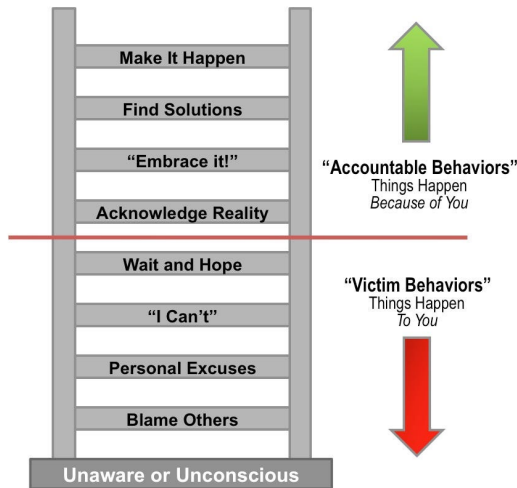 Make It Happen
Find Solutions
“Embrace it!”
Acknowledge Reality
Wait and Hope
“I Can’t”
Personal Excuses
Blame Others
Unaware or Unconscious
“Accountable Behaviors”
Things Happen
Because of You
“Victim Behaviors”
Things Happen
To You